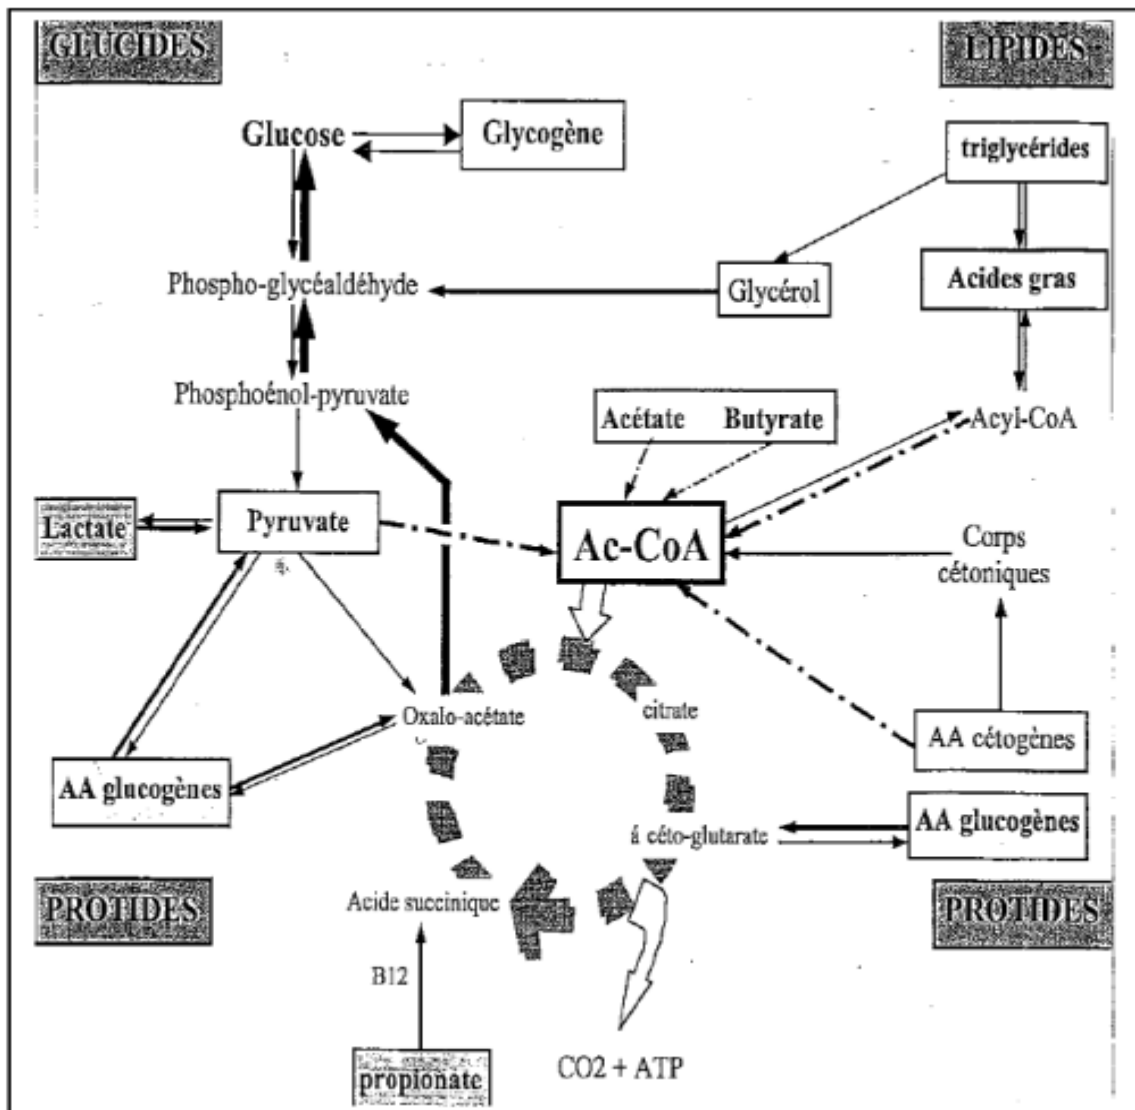 GLUCIDES
LIPIDES
Glucose
Glycogène
triglycérides
Phospho-glycéaldéhyde
Glycérol
Acides gras
Phosphoénol-pyruvate
Acétate Butyrate
Acyl-CoA
Lactate
Pyruvate
Ac-CoA
Corps
cétoniques
Oxalo-acétate
citrate
AA cétogènes
AA glucogènes
á céto-glutarate
AA glucogènes
PROTIDES
Acide succinique
PROTIDES
B12
propionate
CO2 + ATP